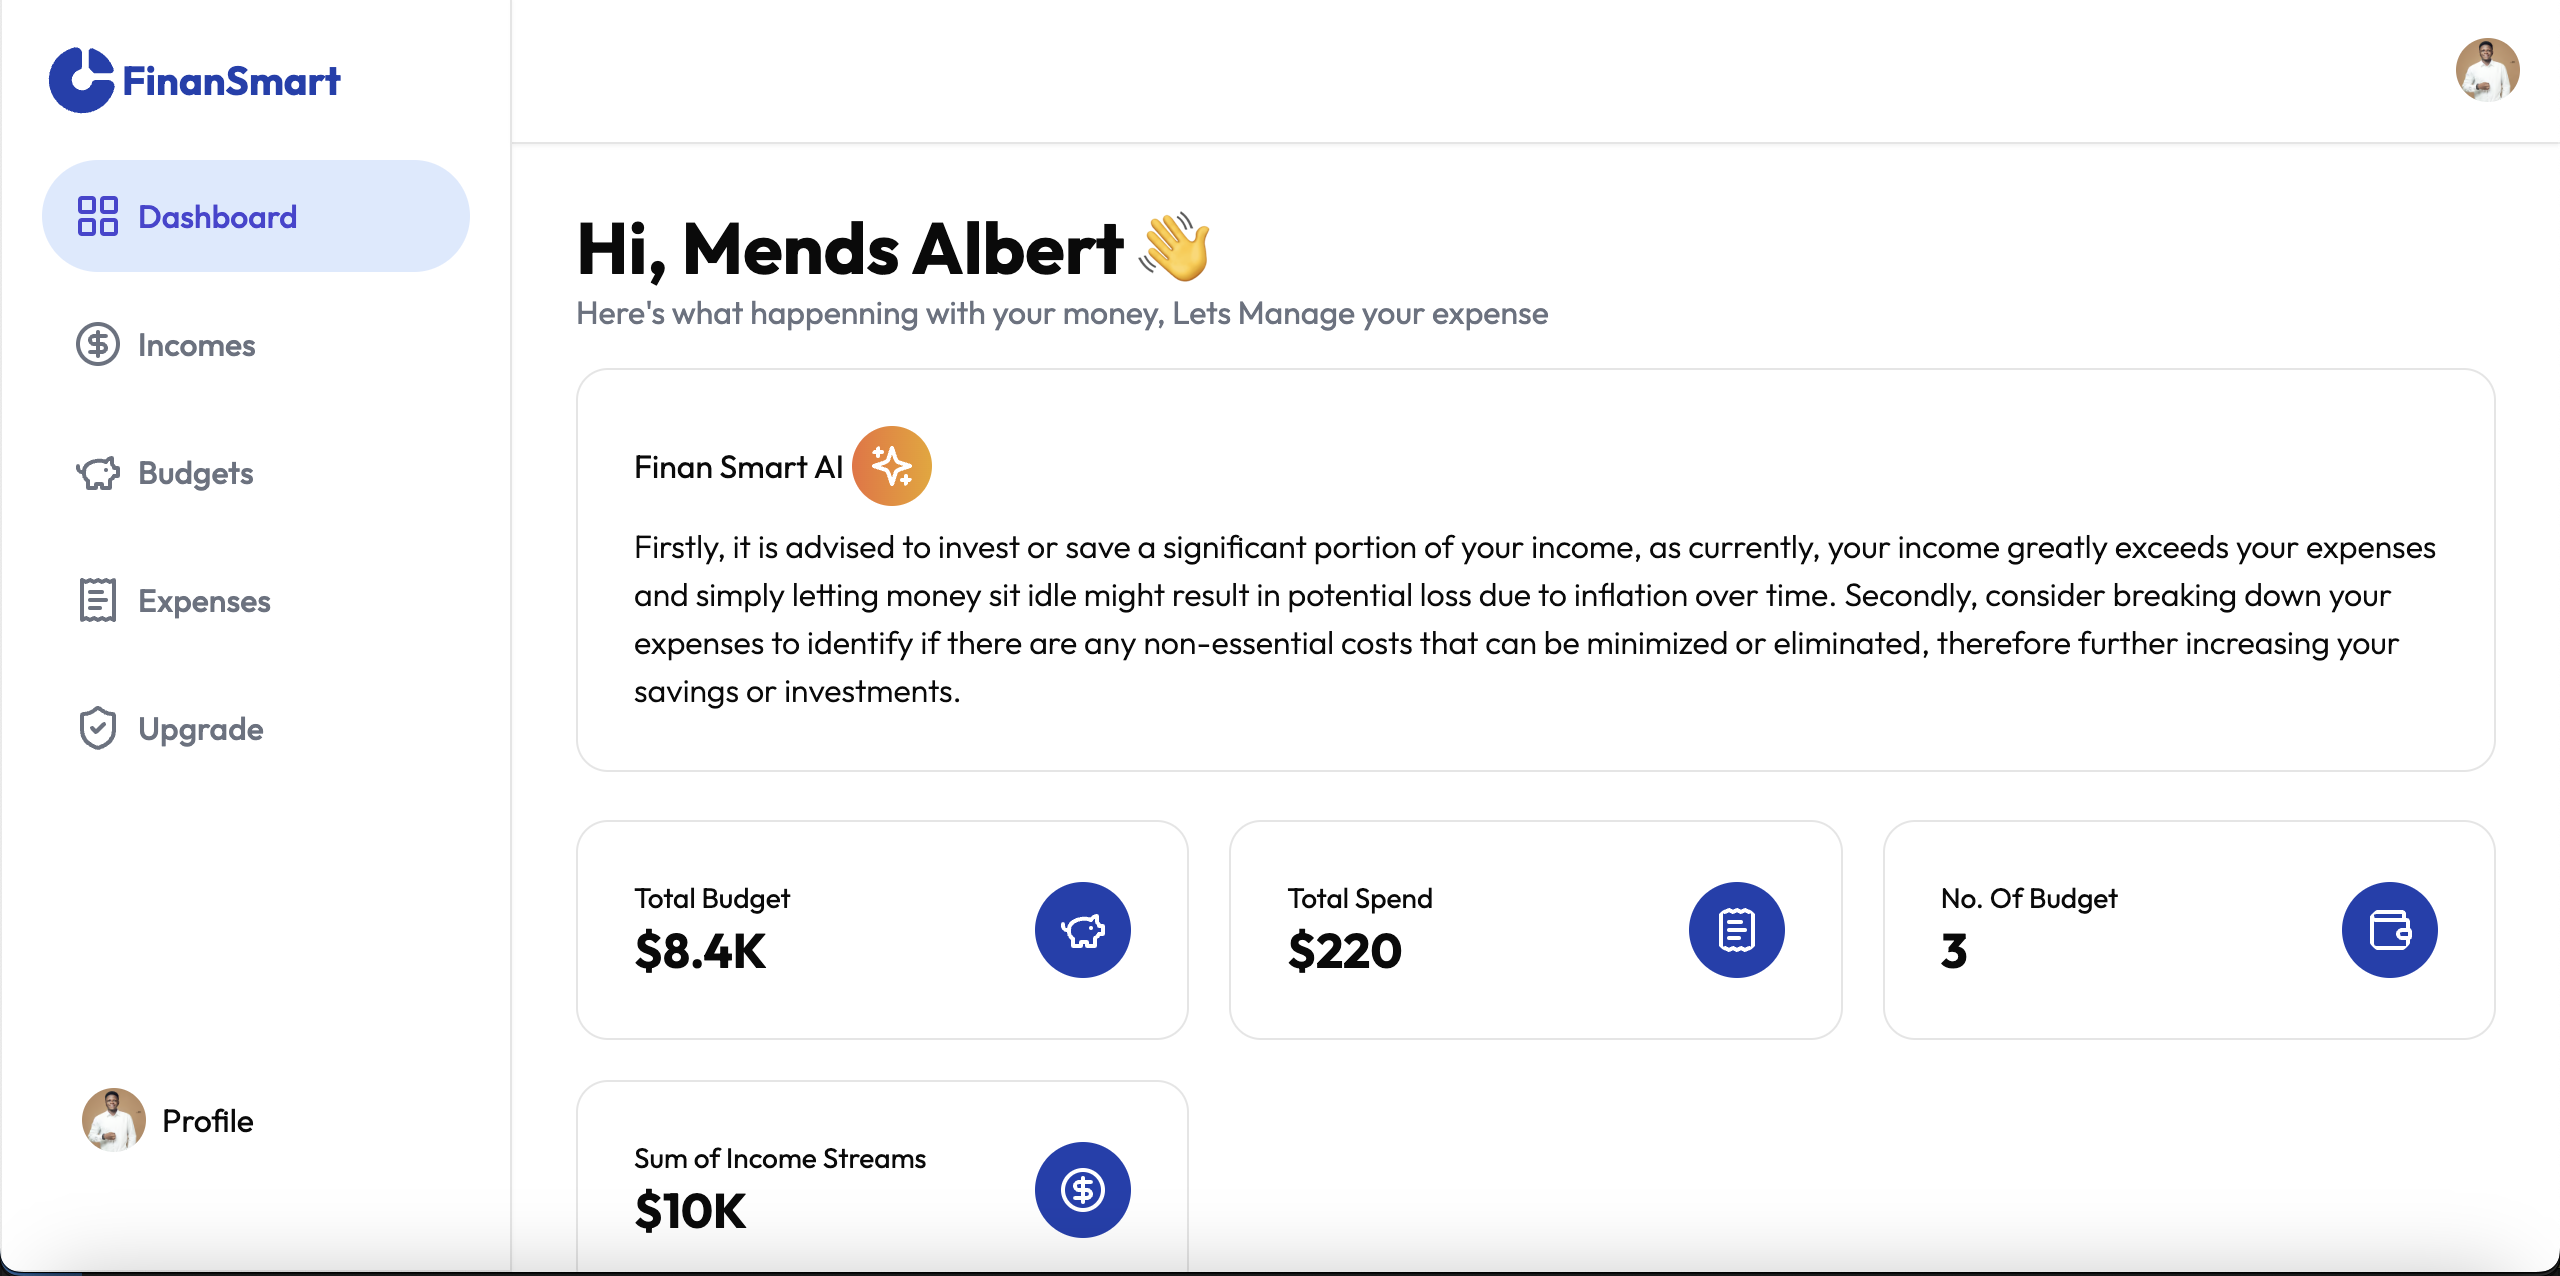 FinanSmart
Dashboard
Incomes
Budgets
Expenses
Upgrade
Profile
Hi, Mends Albert 👋
Here's what happenning with your money, Lets Manage your expense
Finan Smart AI
Firstly, it is advised to invest or save a significant portion of your income, as currently, your income greatly exceeds your expenses
and simply letting money sit idle might result in potential loss due to inflation over time. Secondly, consider breaking down your
expenses to identify if there are any non-essential costs that can be minimized or eliminated, therefore further increasing your
savings or investments.
Total Budget
$8.4K
Total Spend
$220
No. Of Budget
3
Sum of Income Streams
$10K